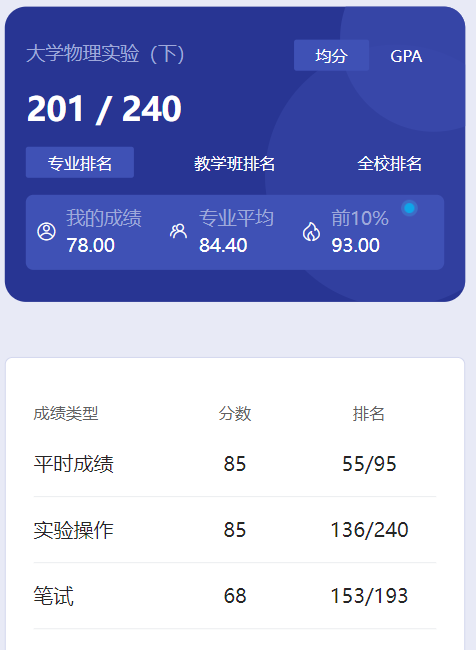 大学物理实验（下） 均分 GPA
201 / 240
专业排名 教学班排名 全校排名
我的成绩 专业平均 前10%
78.00 84.40 93.00
成绩类型 分数 排名
平时成绩 85 55/95
实验操作 85 136/240
笔试 68 153/193